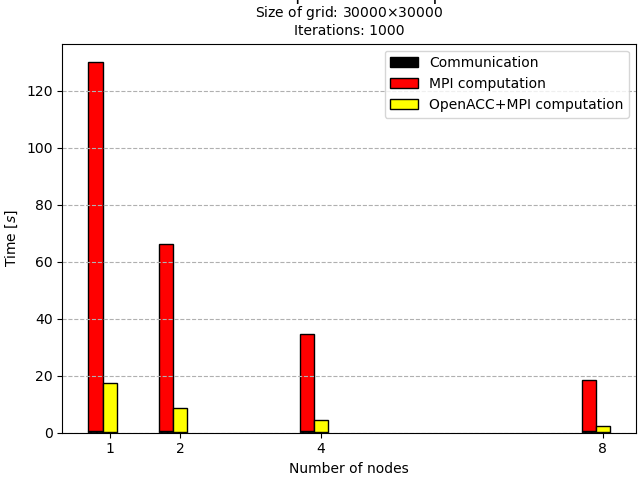 Size of grid: 30000×30000
Iterations: 1000
Communication
MPI computation
OpenACC+MPI computation
Time [s]
120
100
80
60
40
20
0
1 2 4 8
Number of nodes